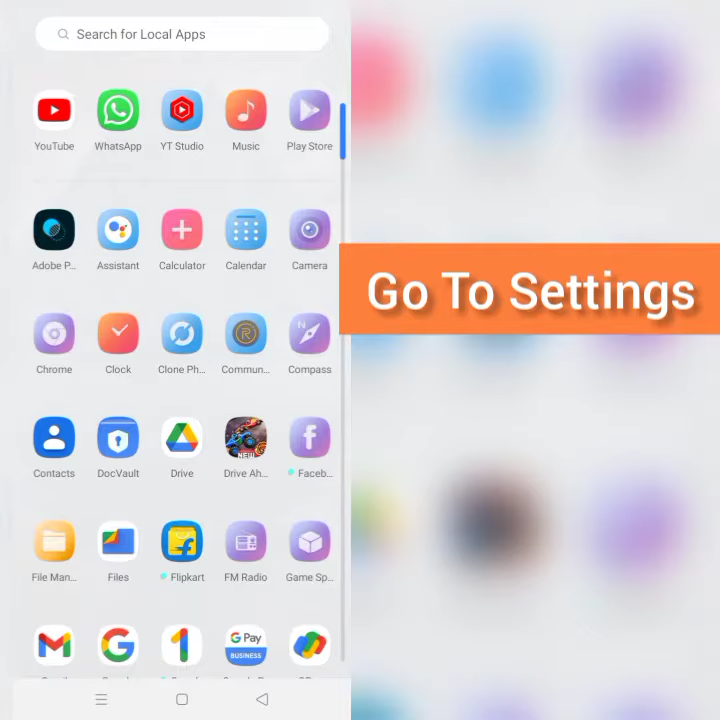 Search for Local Apps
YouTube
WhatsApp
YT Studio
Music
Play Store
Adobe P...
Assistant
Calculator
Calendar
Camera
Go To Settings
Chrome
Clock
Clone Ph...
Commun...
Compass
N
R
Contacts
DocVault
Drive
Drive Ah...
Faceb...
NEW
File Man...
Files
Flipkart
FM Radio
Game Sp...
G Pay
BUSINESS